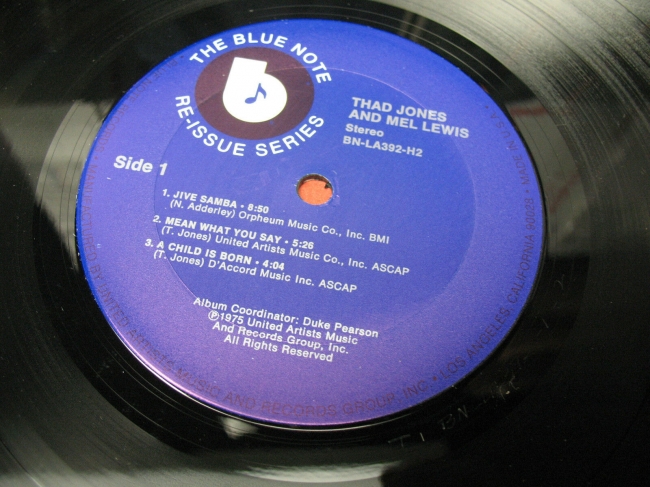 THE BLUE NOTE
RE-ISSUE SERIES
THAD JONES
AND MEL LEWIS
Stereo
BN-LA392-H2
Side 1
1. JIVE SAMBA • 8:50
(N. Adderley) Orpheum Music Co., Inc. BMI
2. MEAN WHAT YOU SAY • 5:26
(T. Jones) United Artists Music Co., Inc. ASCAP
3. A CHILD IS BORN • 4:04
(T. Jones) D'Accord Music Inc. ASCAP
Album Coordinator: Duke Pearson
℗1975 United Artists Music
And Records Group, Inc.
All Rights Reserved
MUSIC AND RECORDS GROUP, INC. • LOS ANGELES, CALIFORNIA 90028 • MADE IN U.S.A.